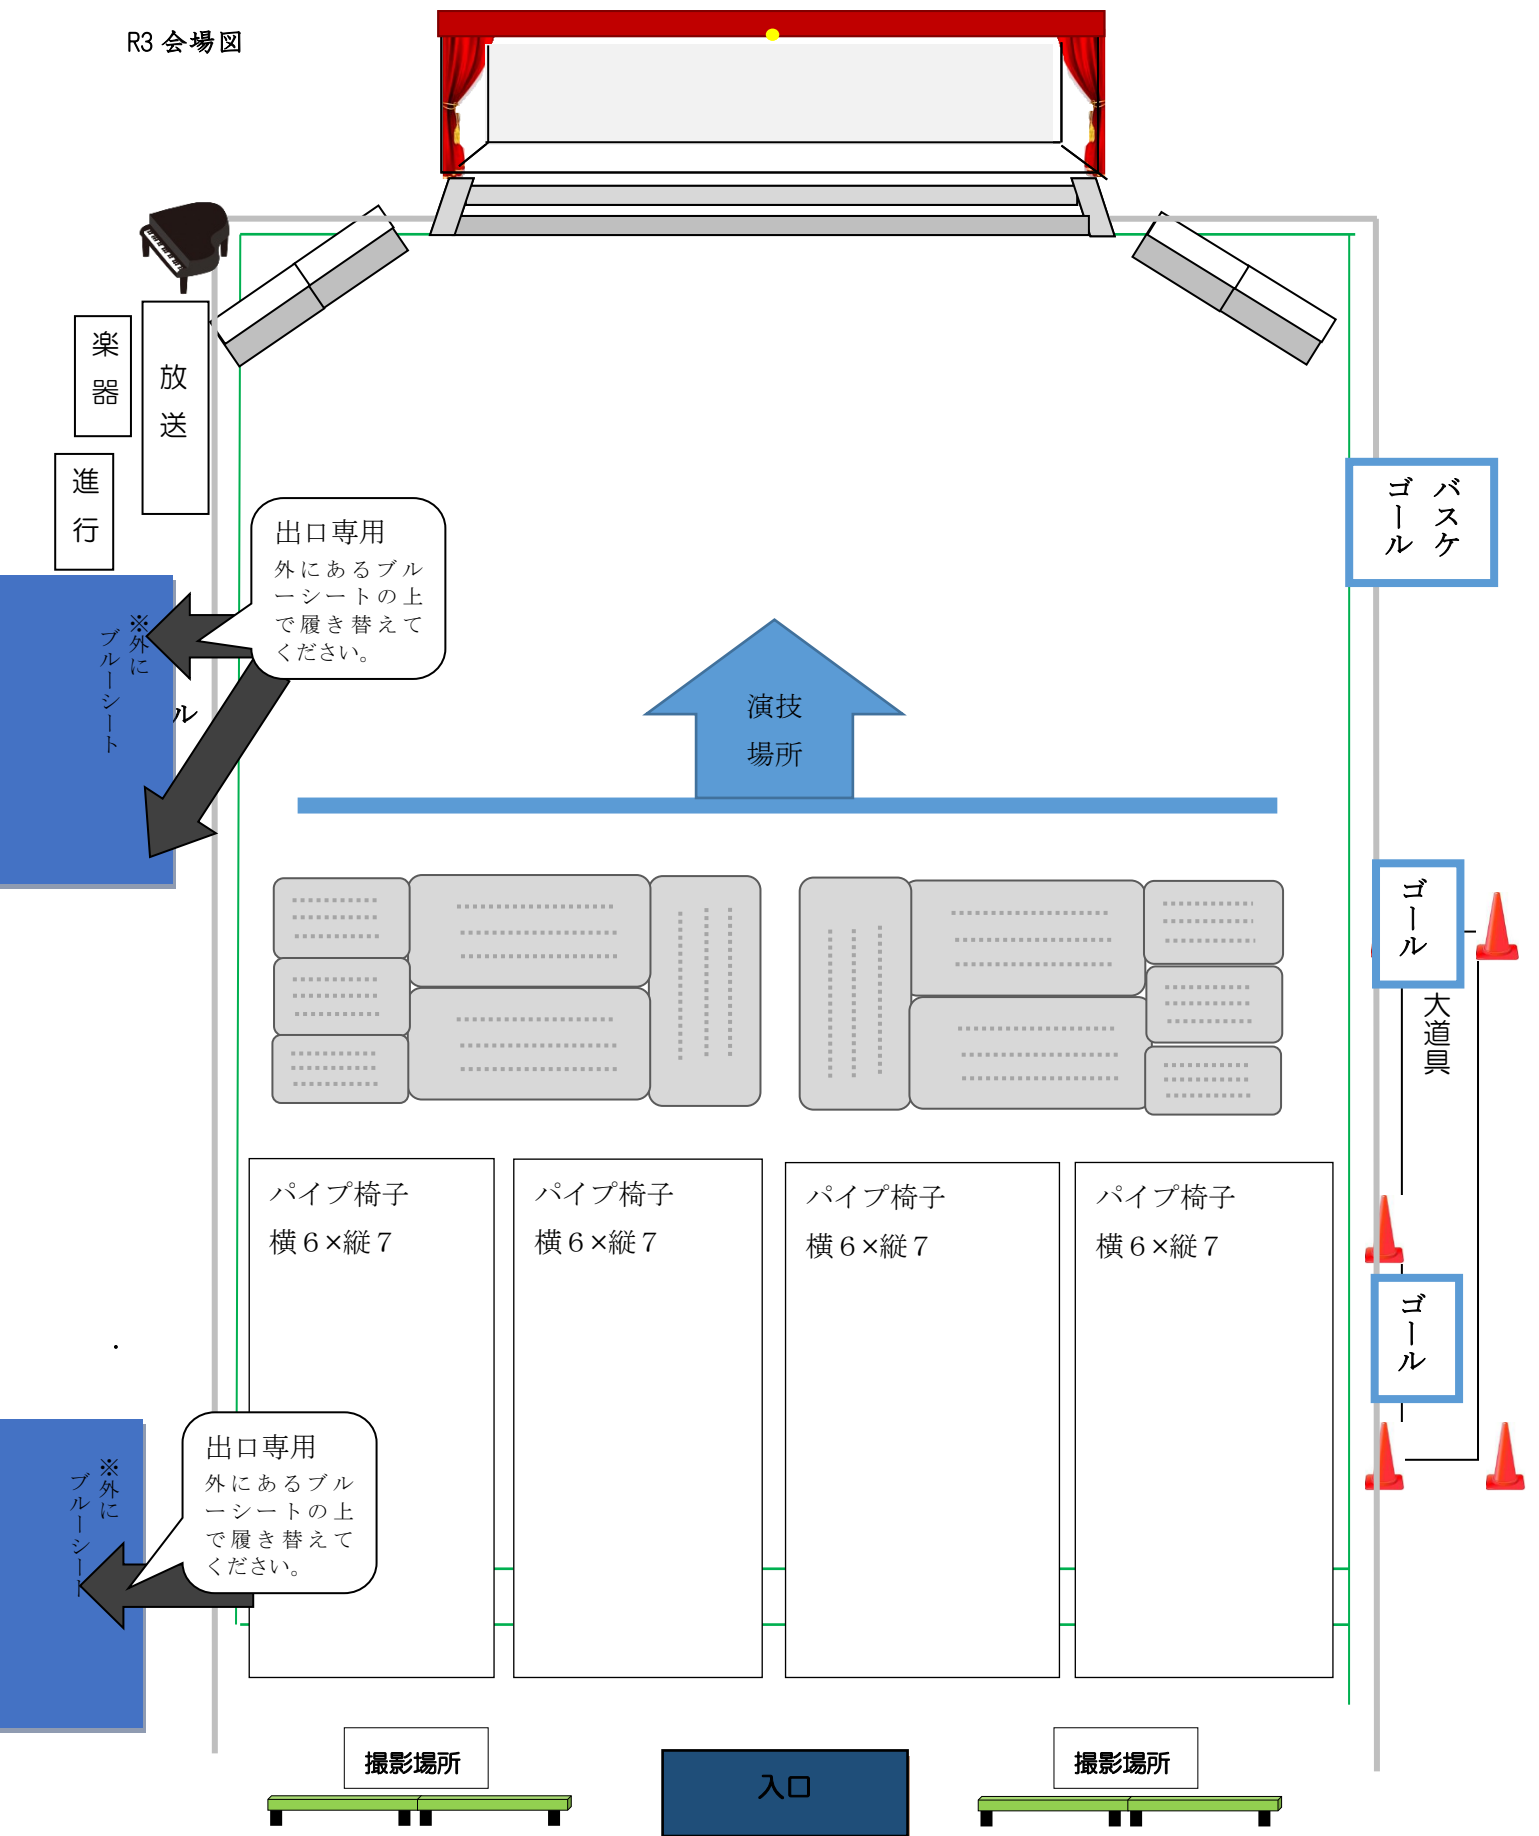 R3 会場図
楽器
放送
進行
出口専用
外にあるブル
ーシートの上
で履き替えて
ください。
※外に
ブルーシート
ル
バスケ
ゴール
演技
場所
ゴール
大道具
パイプ椅子
横６×縦７
パイプ椅子
横６×縦７
パイプ椅子
横６×縦７
パイプ椅子
横６×縦７
ゴール
出口専用
外にあるブル
ーシートの上
で履き替えて
ください。
※外に
ブルーシート
撮影場所
入口
撮影場所